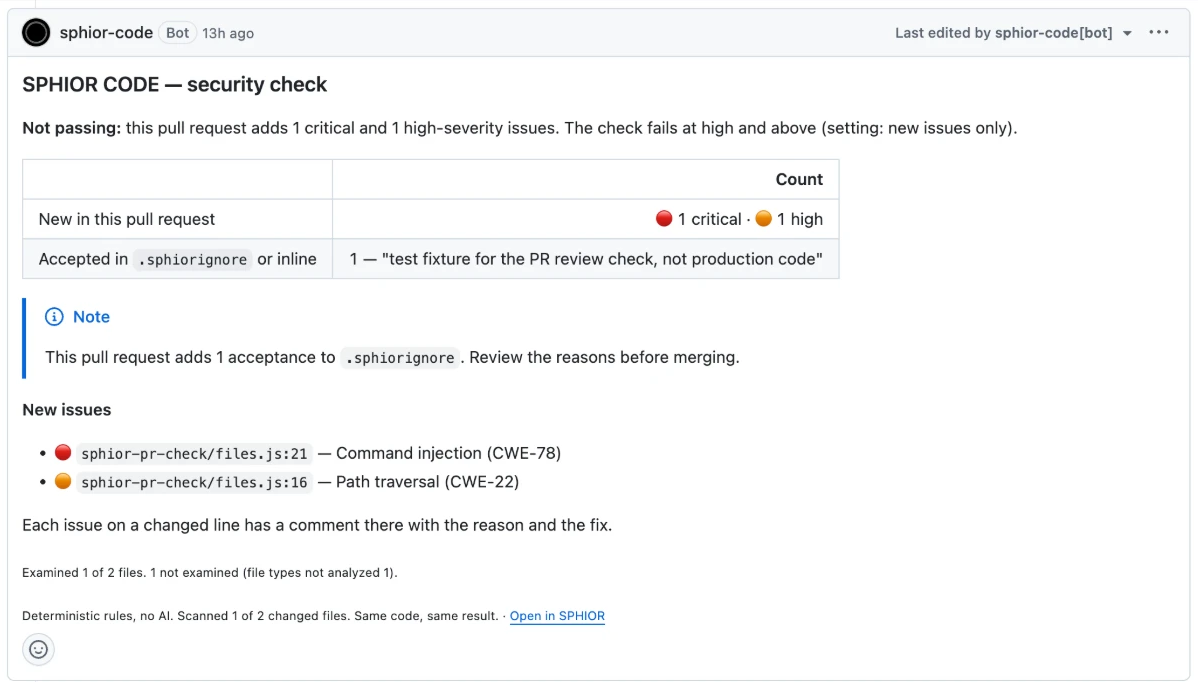 sphior-code Bot 13h ago Last edited by sphior-code[bot]
SPHIOR CODE — security check
Not passing: this pull request adds 1 critical and 1 high-severity issues. The check fails at high and above (setting: new issues only).
Count
New in this pull request 1 critical · 1 high
Accepted in .sphiorignore or inline 1 — "test fixture for the PR review check, not production code"
Note
This pull request adds 1 acceptance to .sphiorignore. Review the reasons before merging.
New issues
• sphior-pr-check/files.js:21 — Command injection (CWE-78)
• sphior-pr-check/files.js:16 — Path traversal (CWE-22)
Each issue on a changed line has a comment there with the reason and the fix.
Examined 1 of 2 files. 1 not examined (file types not analyzed 1).
Deterministic rules, no AI. Scanned 1 of 2 changed files. Same code, same result. · Open in SPHIOR